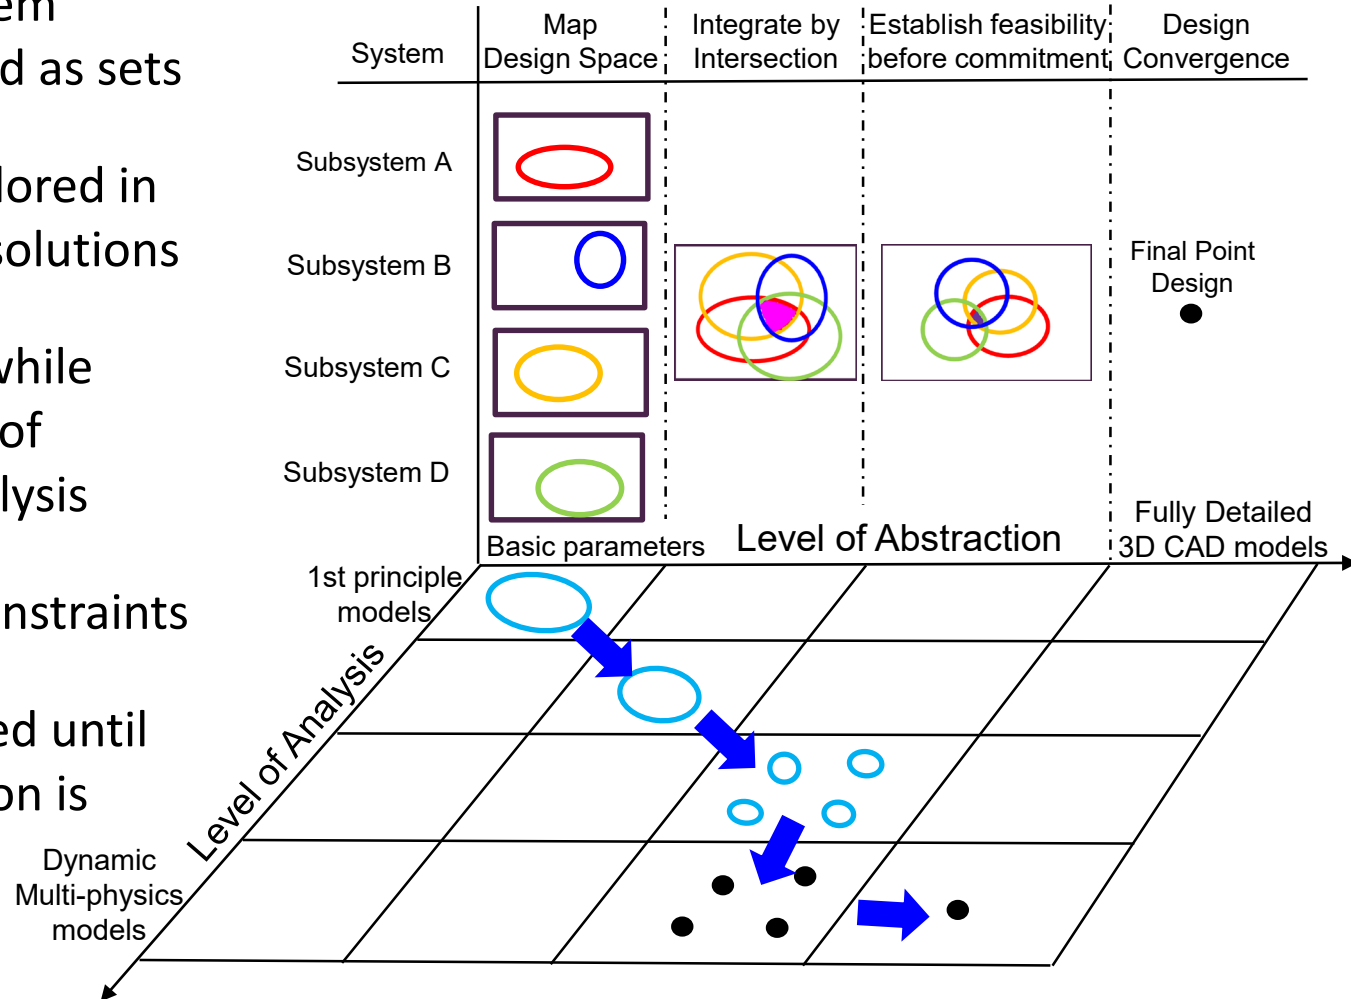 em
d as sets
lored in
solutions
while
of
lysis
nstraints
ed until
on is
System
Map
Design Space
Integrate by
Intersection
Establish feasibility
before commitment
Design
Convergence
Subsystem A
Subsystem B
Subsystem C
Subsystem D
Final Point
Design
Basic parameters
Level of Abstraction
Fully Detailed
3D CAD models
1st principle
models
Level of Analysis
Dynamic
Multi-physics
models